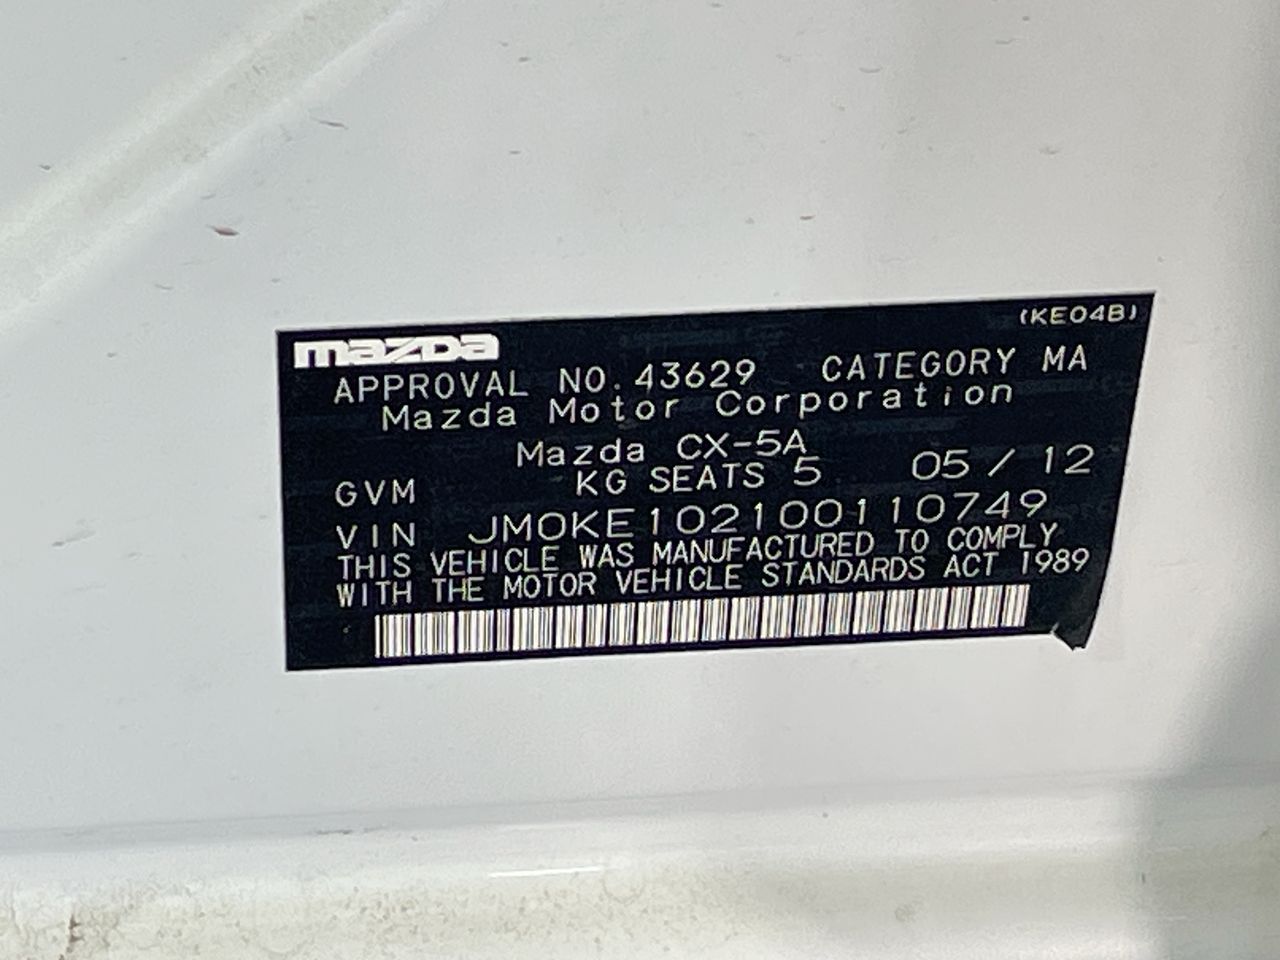 (KE04B)
mazda
APPROVAL NO. 43629 CATEGORY MA
Mazda Motor Corporation
Mazda CX-5A
GVM KG SEATS 5 05 / 12
VIN JM0KE102100110749
THIS VEHICLE WAS MANUFACTURED TO COMPLY
WITH THE MOTOR VEHICLE STANDARDS ACT 1989